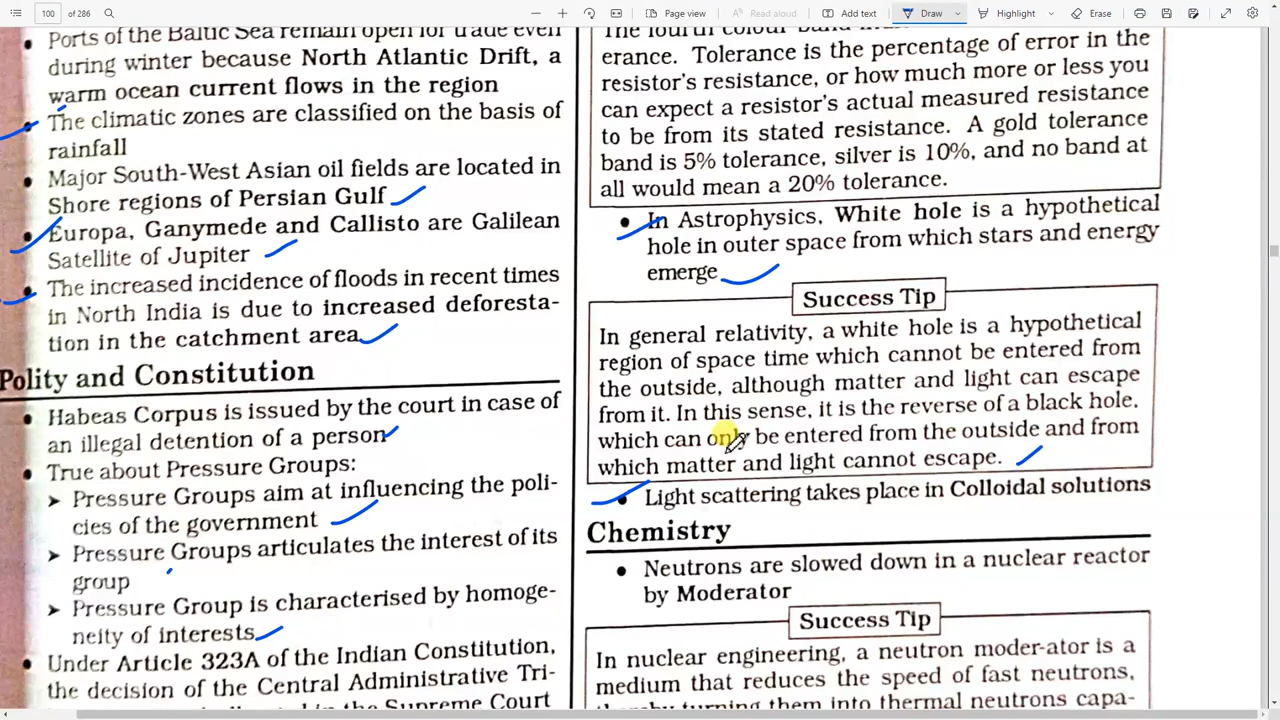 100 of 286
Page view
Read aloud
Add text
Draw
Highlight
Erase
Ports of the Baltic Sea remain open for trade even
during winter because North Atlantic Drift, a
warm ocean current flows in the region
The climatic zones are classified on the basis of
rainfall
Major South-West Asian oil fields are located in
Shore regions of Persian Gulf
Europa, Ganymede and Callisto are Galilean
Satellite of Jupiter
The increased incidence of floods in recent times
in North India is due to increased deforesta-
tion in the catchment area
Polity and Constitution
Habeas Corpus is issued by the court in case of
an illegal detention of a person
True about Pressure Groups:
Pressure Groups aim at influencing the poli-
cies of the government
Pressure Groups articulates the interest of its
group
Pressure Group is characterised by homoge-
neity of interests
Under Article 323A of the Indian Constitution,
the decision of the Central Administrative Tri-
in the Supreme Court
The fourth colour band
erance. Tolerance is the percentage of error in the
resistor's resistance, or how much more or less you
can expect a resistor's actual measured resistance
to be from its stated resistance. A gold tolerance
band is 5% tolerance, silver is 10%, and no band at
all would mean a 20% tolerance.
In Astrophysics, White hole is a hypothetical
hole in outer space from which stars and energy
emerge
Success Tip
In general relativity, a white hole is a hypothetical
region of space time which cannot be entered from
the outside, although matter and light can escape
from it. In this sense, it is the reverse of a black hole,
which can only be entered from the outside and from
which matter and light cannot escape.
Light scattering takes place in Colloidal solutions
Chemistry
Neutrons are slowed down in a nuclear reactor
by Moderator
Success Tip
In nuclear engineering, a neutron moder-ator is a
medium that reduces the speed of fast neutrons,
thereby turning them into thermal neutrons capa-